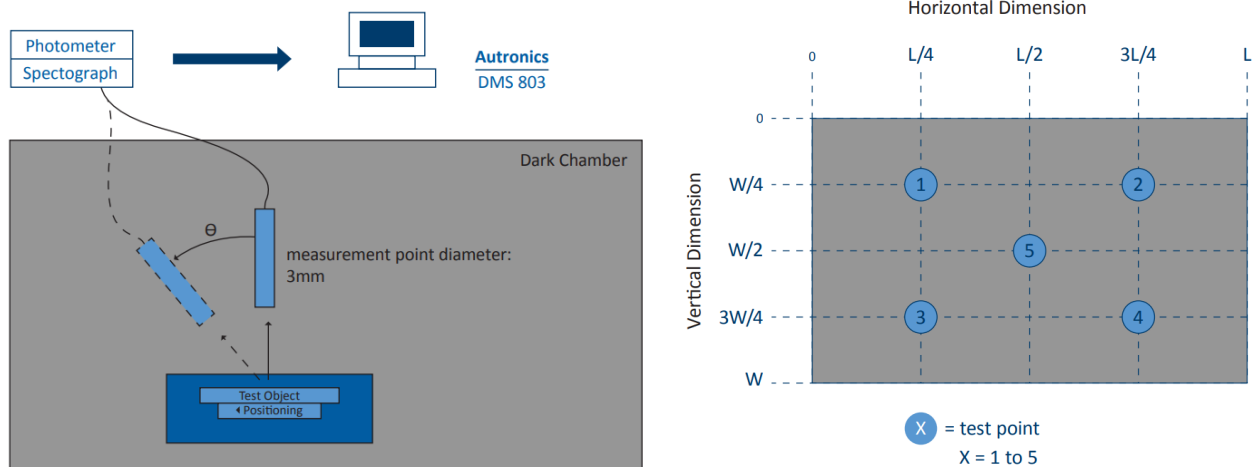 Photometer
Spectograph
Autronics
DMS 803
Dark Chamber
Θ
measurement point diameter:
3mm
Test Object
Positioning
Horizontal Dimension
0 L/4 L/2 3L/4 L
Vertical Dimension
0
W/4
1 2
W/2
5
3W/4
3 4
W
X = test point
X = 1 to 5